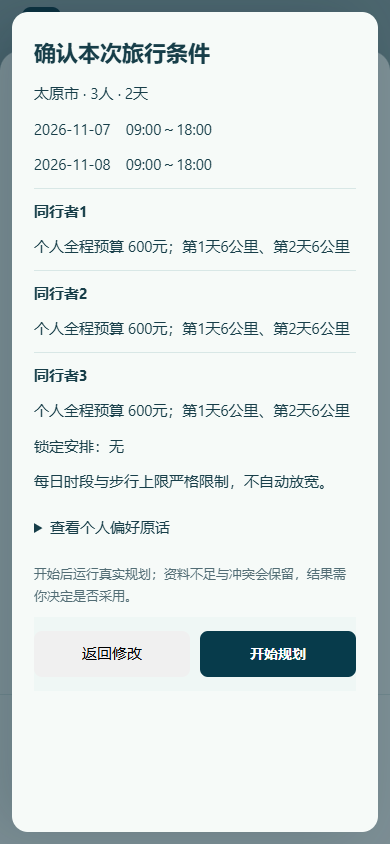 确认本次旅行条件
太原市 · 3人 · 2天
2026-11-07 09:00～18:00
2026-11-08 09:00～18:00
同行者1
个人全程预算 600元；第1天6公里、第2天6公里
同行者2
个人全程预算 600元；第1天6公里、第2天6公里
同行者3
个人全程预算 600元；第1天6公里、第2天6公里
锁定安排：无
每日时段与步行上限严格限制，不自动放宽。
▶ 查看个人偏好原话
开始后运行真实规划；资料不足与冲突会保留，结果需
你决定是否采用。
返回修改
开始规划